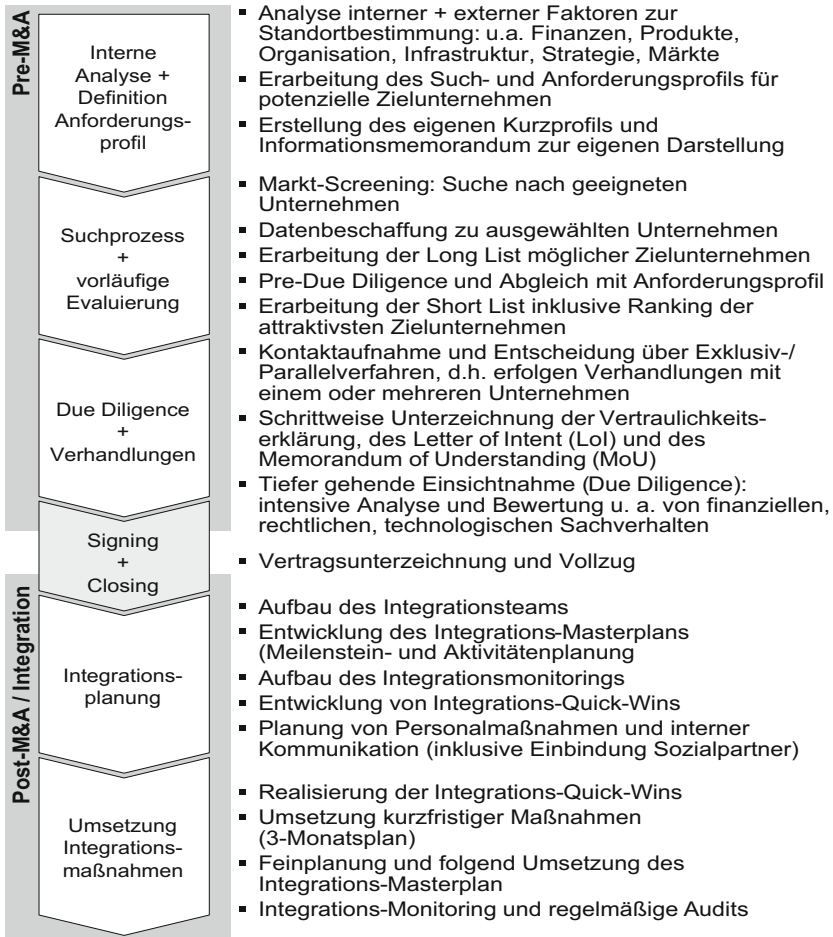 Pre-M&A
Interne
Analyse +
Definition
Anforderungs-
profil
▪ Analyse interner + externer Faktoren zur
Standortbestimmung: u.a. Finanzen, Produkte,
Organisation, Infrastruktur, Strategie, Märkte
▪ Erarbeitung des Such- und Anforderungsprofils für
potenzielle Zielunternehmen
▪ Erstellung des eigenen Kurzprofils und
Informationsmemorandum zur eigenen Darstellung
Suchprozess
+
vorläufige
Evaluierung
▪ Markt-Screening: Suche nach geeigneten
Unternehmen
▪ Datenbeschaffung zu ausgewählten Unternehmen
▪ Erarbeitung der Long List möglicher Zielunternehmen
▪ Pre-Due Diligence und Abgleich mit Anforderungsprofil
▪ Erarbeitung der Short List inklusive Ranking der
attraktivsten Zielunternehmen
Due Diligence
+
Verhandlungen
▪ Kontaktaufnahme und Entscheidung über Exklusiv-/
Parallelverfahren, d.h. erfolgen Verhandlungen mit
einem oder mehreren Unternehmen
▪ Schrittweise Unterzeichnung der Vertraulichkeits-
erklärung, des Letter of Intent (LoI) und des
Memorandum of Understanding (MoU)
▪ Tiefer gehende Einsichtnahme (Due Diligence):
intensive Analyse und Bewertung u. a. von finanziellen,
rechtlichen, technologischen Sachverhalten
Signing
+
Closing
▪ Vertragsunterzeichnung und Vollzug
Post-M&A / Integration
Integrations-
planung
▪ Aufbau des Integrationsteams
▪ Entwicklung des Integrations-Masterplans
(Meilenstein- und Aktivitätenplanung
▪ Aufbau des Integrationsmonitorings
▪ Entwicklung von Integrations-Quick-Wins
▪ Planung von Personalmaßnahmen und interner
Kommunikation (inklusive Einbindung Sozialpartner)
Umsetzung
Integrations-
maßnahmen
▪ Realisierung der Integrations-Quick-Wins
▪ Umsetzung kurzfristiger Maßnahmen
(3-Monatsplan)
▪ Feinplanung und folgend Umsetzung des
Integrations-Masterplan
▪ Integrations-Monitoring und regelmäßige Audits